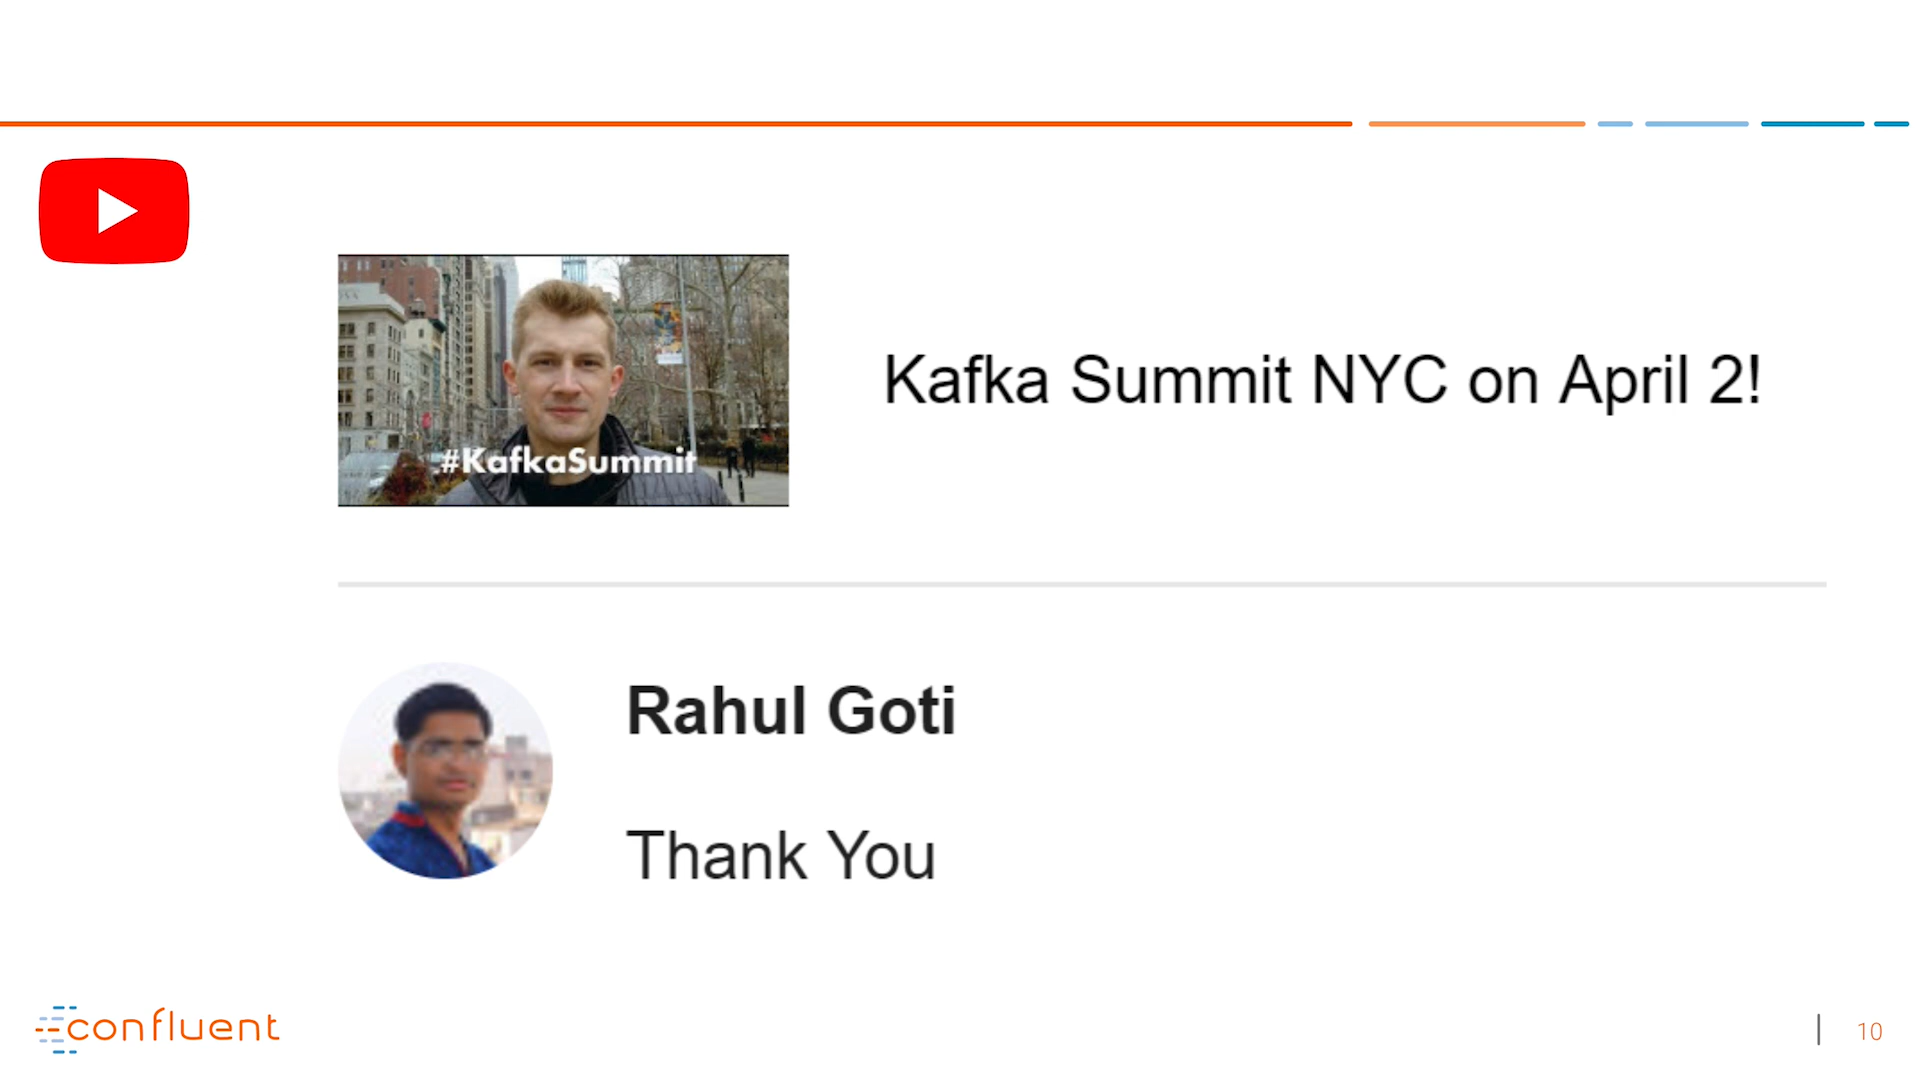 #KafkaSummit
Kafka Summit NYC on April 2!
Rahul Goti
Thank You
confluent
10